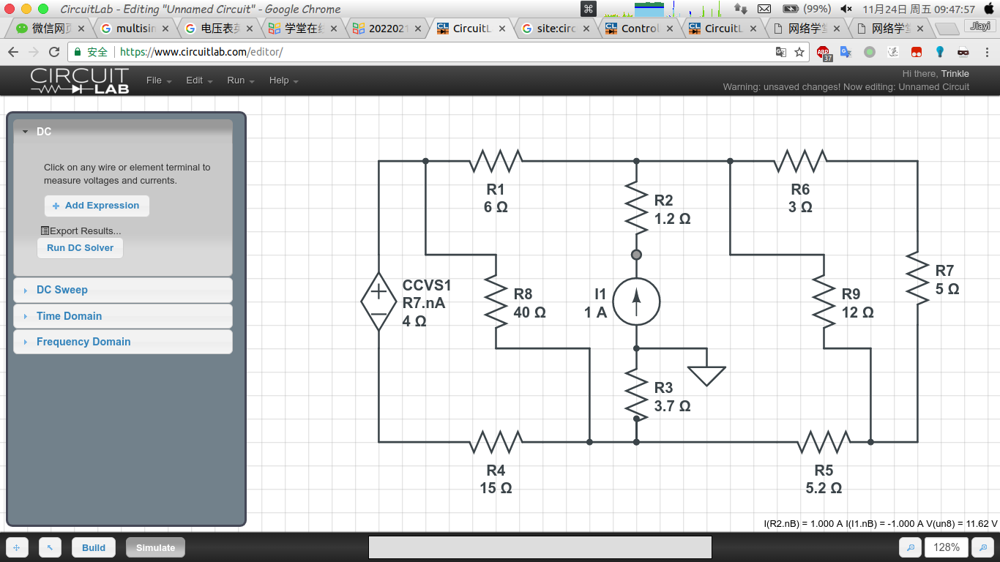 CircuitLab - Editing "Unnamed Circuit" - Google Chrome
(99%)
11月24日 周五 09:47:57
微信网页
multisim
电压表英
学堂在线
2022021
CircuitL
site:circ
Control
CircuitL
网络学堂
网络学堂
Jiayi
安全
https://www.circuitlab.com/editor/
ABP
37
CIRCUIT
LAB
File
Edit
Run
Help
Hi there, Trinkle
Warning: unsaved changes! Now editing: Unnamed Circuit
DC
Click on any wire or element terminal to
measure voltages and currents.
Add Expression
Export Results...
Run DC Solver
DC Sweep
Time Domain
Frequency Domain
R1
6 Ω
R2
1.2 Ω
R6
3 Ω
CCVS1
R7.nA
4 Ω
R8
40 Ω
I1
1 A
R9
12 Ω
R7
5 Ω
R3
3.7 Ω
R4
15 Ω
R5
5.2 Ω
I(R2.nB) = 1.000 A I(I1.nB) = -1.000 A V(un8) = 11.62 V
Build
Simulate
128%